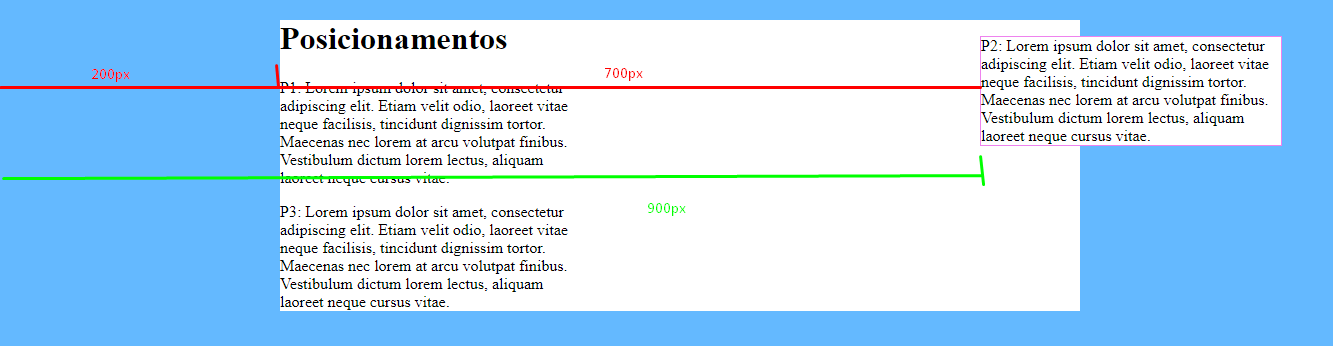 Posicionamentos
200px
700px
P1: Lorem ipsum dolor sit amet, consectetur
adipiscing elit. Etiam velit odio, laoreet vitae
neque facilisis, tincidunt dignissim tortor.
Maecenas nec lorem at arcu volutpat finibus.
Vestibulum dictum lorem lectus, aliquam
laoreet neque cursus vitae.
P2: Lorem ipsum dolor sit amet, consectetur
adipiscing elit. Etiam velit odio, laoreet vitae
neque facilisis, tincidunt dignissim tortor.
Maecenas nec lorem at arcu volutpat finibus.
Vestibulum dictum lorem lectus, aliquam
laoreet neque cursus vitae.
900px
P3: Lorem ipsum dolor sit amet, consectetur
adipiscing elit. Etiam velit odio, laoreet vitae
neque facilisis, tincidunt dignissim tortor.
Maecenas nec lorem at arcu volutpat finibus.
Vestibulum dictum lorem lectus, aliquam
laoreet neque cursus vitae.